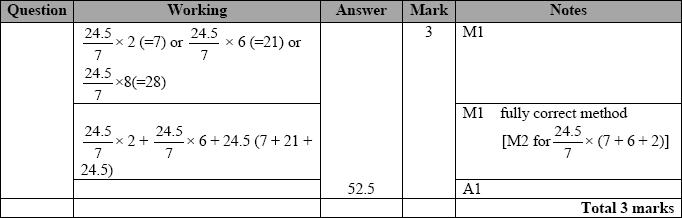 Question Working Answer Mark Notes
24.5/7 × 2 (=7) or 24.5/7 × 6 (=21) or
24.5/7 ×8(=28)
3 M1
24.5/7 × 2 + 24.5/7 × 6 + 24.5 (7 + 21 +
24.5)
M1 fully correct method
[M2 for 24.5/7 × (7 + 6 + 2)]
52.5 A1
Total 3 marks